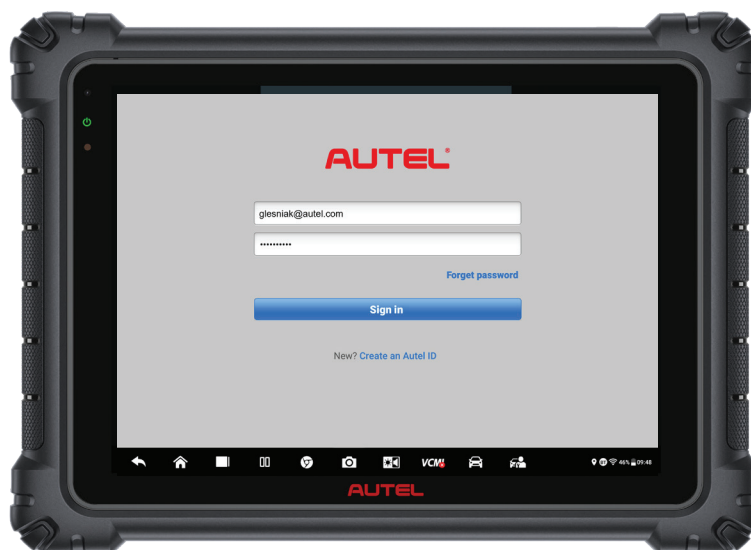 AUTEL®
glesniak@autel.com
••••••••••
Forget password
Sign in
New? Create an Autel ID
VCMI
46% 09:48
AUTEL